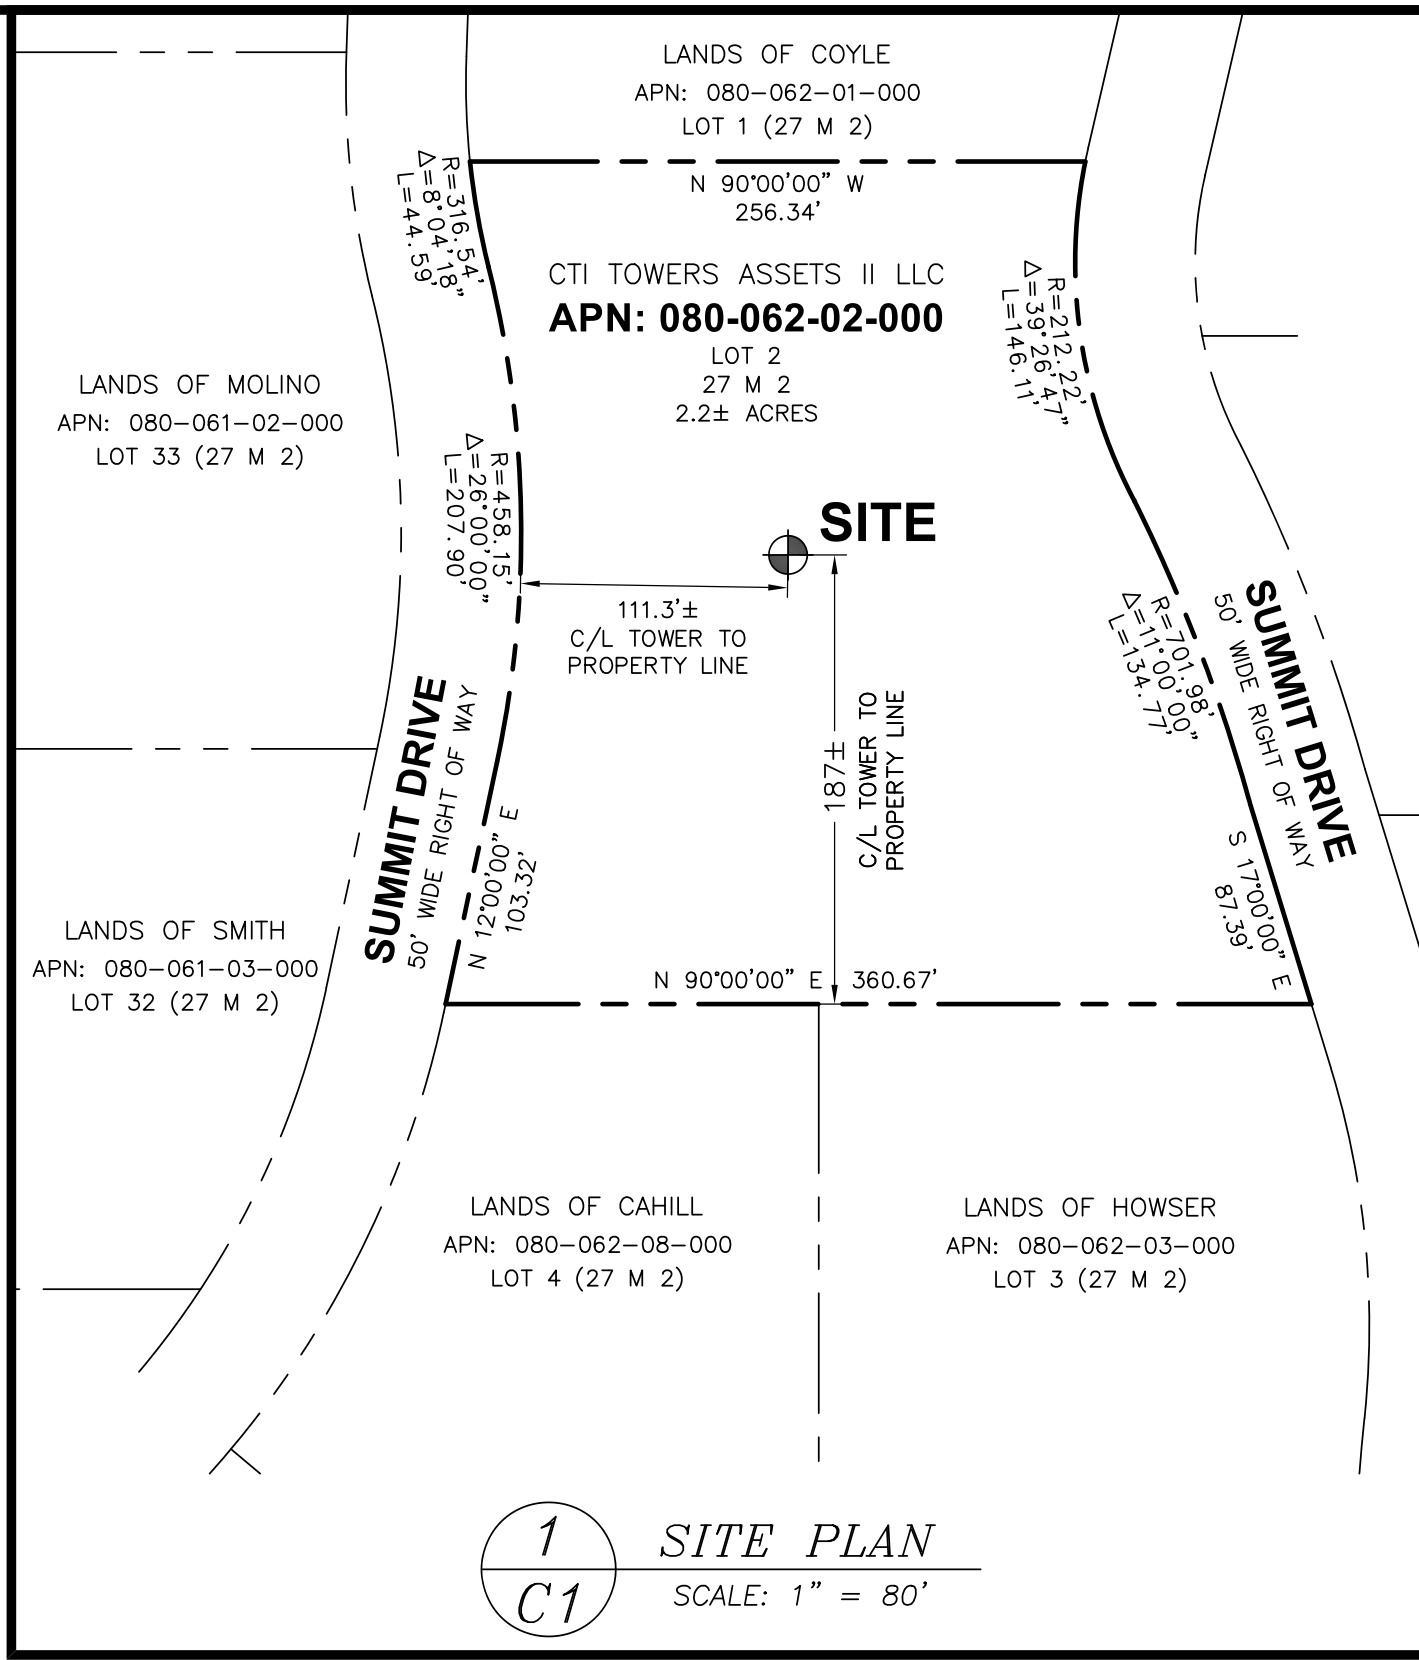 LANDS OF COYLE
APN: 080-062-01-000
LOT 1 (27 M 2)
N 90°00'00" W
256.34'
R=316.54'
Δ=8°04'18"
L=44.59'
CTI TOWERS ASSETS II LLC
APN: 080-062-02-000
LOT 2
27 M 2
2.2± ACRES
R=212.22'
Δ=39°26'47"
L=146.11'
LANDS OF MOLINO
APN: 080-061-02-000
LOT 33 (27 M 2)
R=458.15'
Δ=26°00'00"
L=207.90'
SITE
111.3'±
C/L TOWER TO
PROPERTY LINE
187±
C/L TOWER TO
PROPERTY LINE
R=701.98'
Δ=11°00'00"
L=134.77'
SUMMIT DRIVE
50' WIDE RIGHT OF WAY
SUMMIT DRIVE
50' WIDE RIGHT OF WAY
N 12°00'00" E
103.32'
S 17°00'00" E
87.39'
LANDS OF SMITH
APN: 080-061-03-000
LOT 32 (27 M 2)
N 90°00'00" E 360.67'
LANDS OF CAHILL
APN: 080-062-08-000
LOT 4 (27 M 2)
LANDS OF HOWSER
APN: 080-062-03-000
LOT 3 (27 M 2)
1
C1
SITE PLAN
SCALE: 1" = 80'